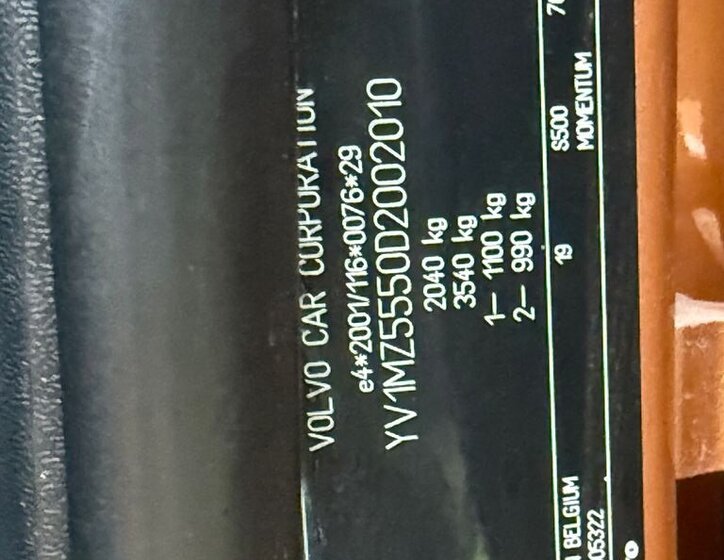 VOLVO CAR CORPORATION
e4*2001/116*0076*29
YV1MZ5550D2002010
2040 kg
3540 kg
1– 1100 kg
2– 990 kg
19 S500
MOMENTUM
BELGIUM